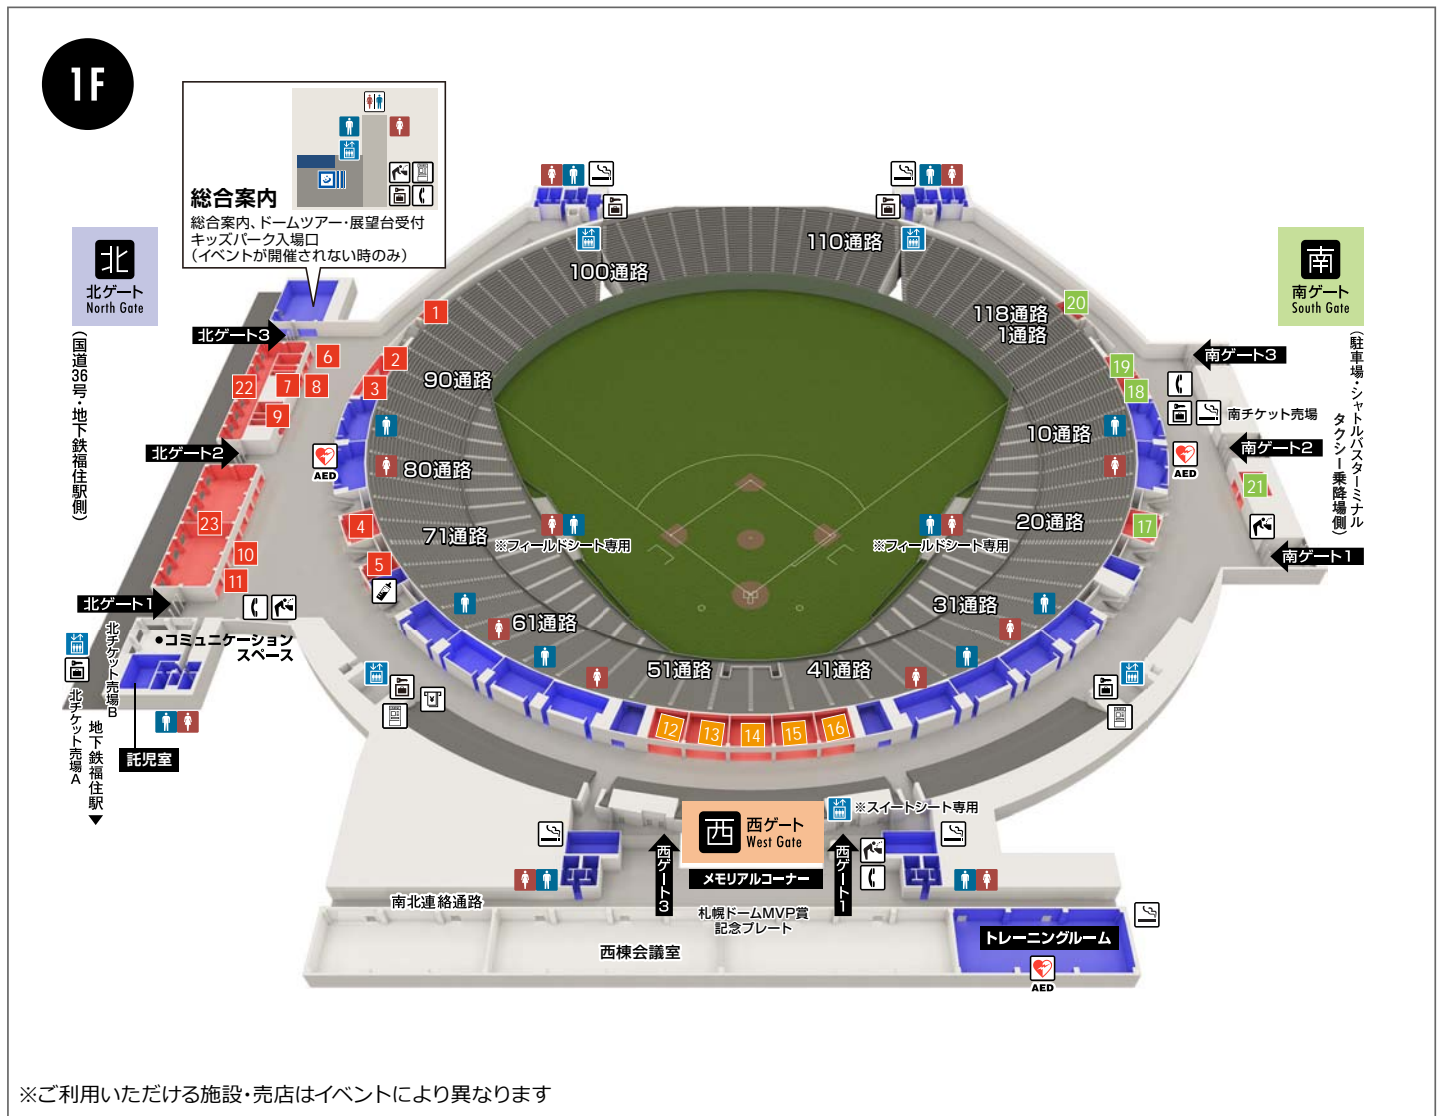 1F
総合案内
総合案内、ドームツアー・展望台受付
キッズパーク入場口
(イベントが開催されない時のみ)
北
北ゲート
North Gate
(国道36号・地下鉄福住駅側)
南
南ゲート
South Gate
(駐車場・シャトルバスターミナル
タクシー乗降場側)
110通路
100通路
118通路
1通路
90通路
80通路
71通路
61通路
51通路
41通路
31通路
20通路
10通路
北ゲート3
北ゲート2
北ゲート1
南ゲート3
南チケット売場
南ゲート2
南ゲート1
1
2
3
4
5
6
7
8
9
10
11
12
13
14
15
16
17
18
19
20
21
22
23
AED
AED
※フィールドシート専用
※フィールドシート専用
●コミュニケーション
スペース
北チケット売場B
北チケット売場A
地下鉄福住駅▼
託児室
西
西ゲート
West Gate
※スイートシート専用
メモリアルコーナー
西ゲート3
西ゲート1
札幌ドームMVP賞
記念プレート
南北連絡通路
西棟会議室
トレーニングルーム
AED
※ご利用いただける施設・売店はイベントにより異なります